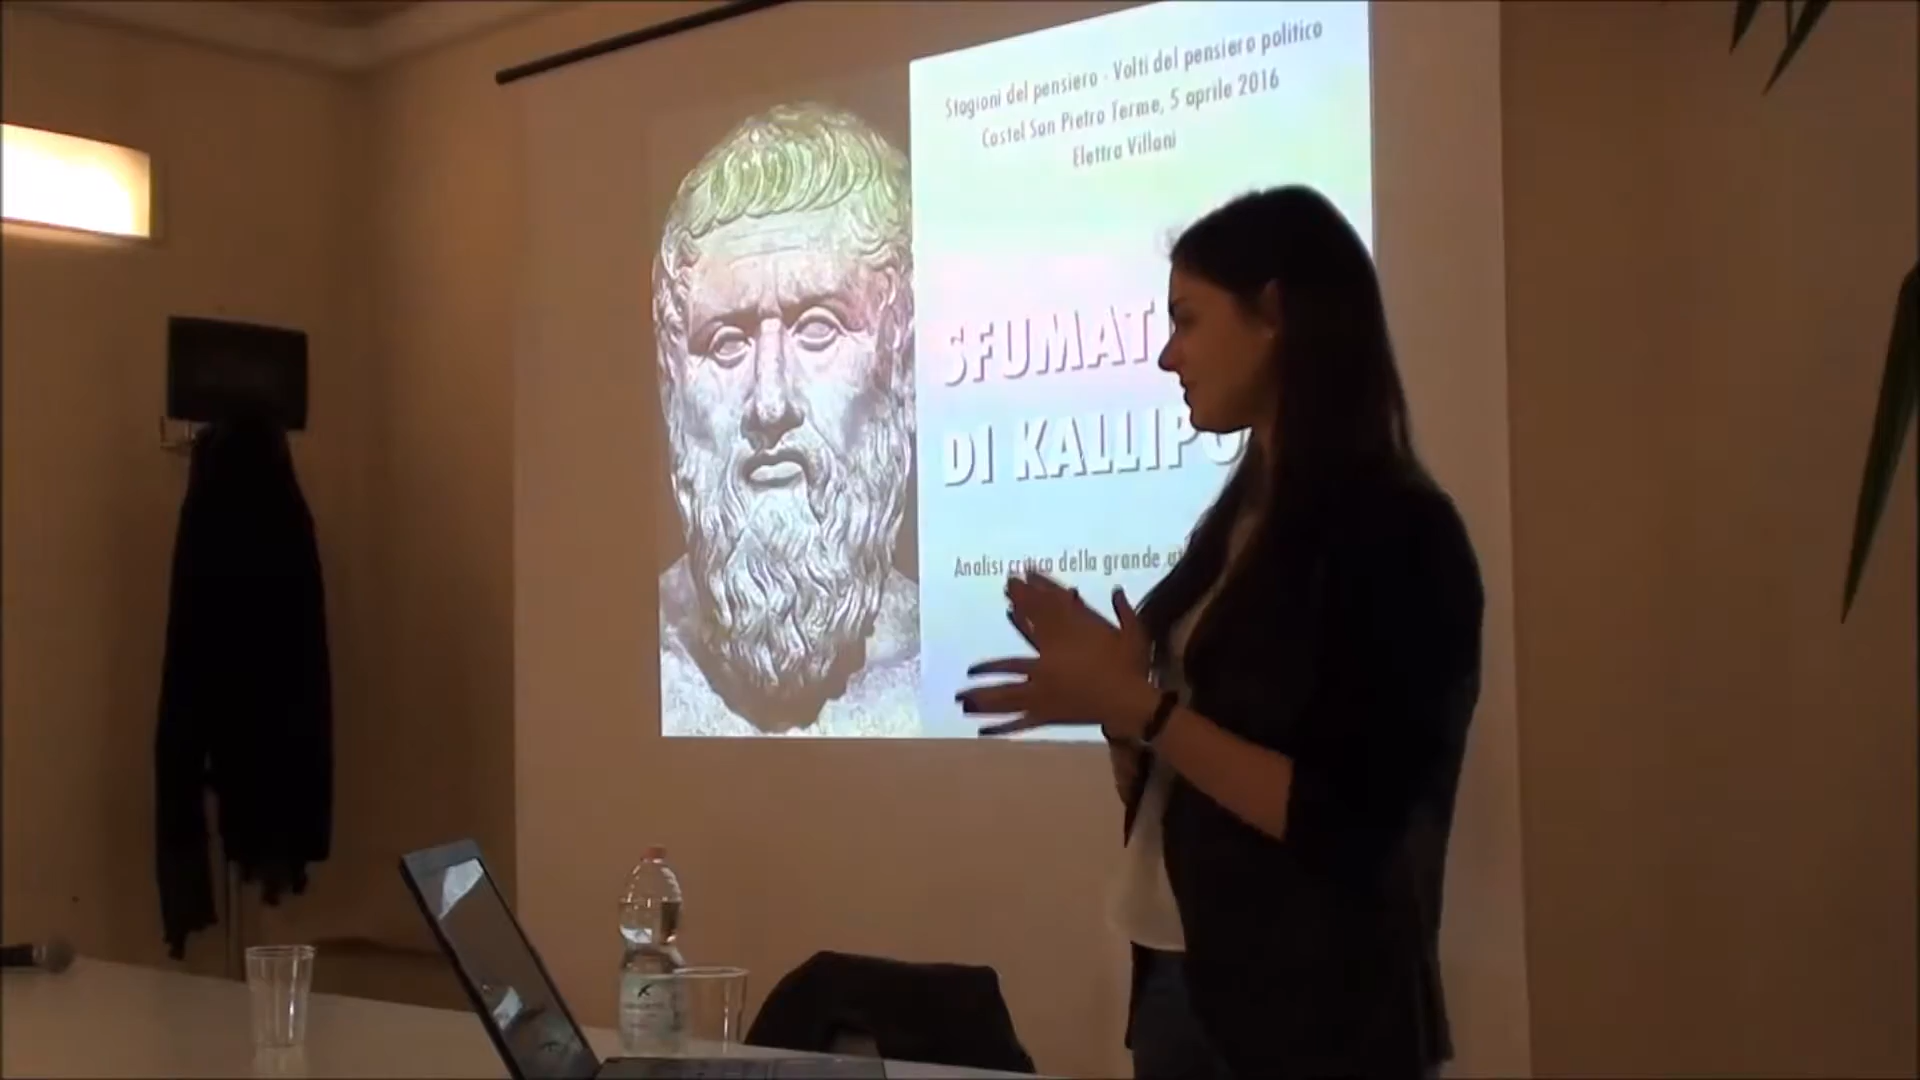 Stagioni del pensiero - Volti del pensiero politico
Castel San Pietro Terme, 5 aprile 2016
Elettra Villani
SFUMAT
DI KALLIPO
Analisi critica della grande